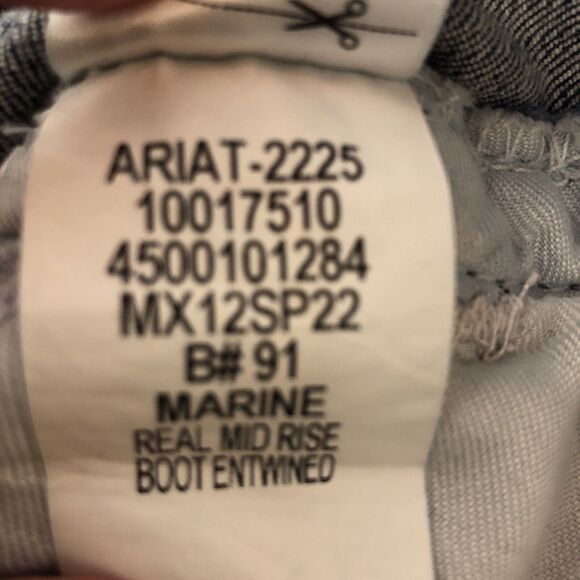 ARIAT-2225
10017510
4500101284
MX12SP22
B# 91
MARINE
REAL MID RISE
BOOT ENTWINED